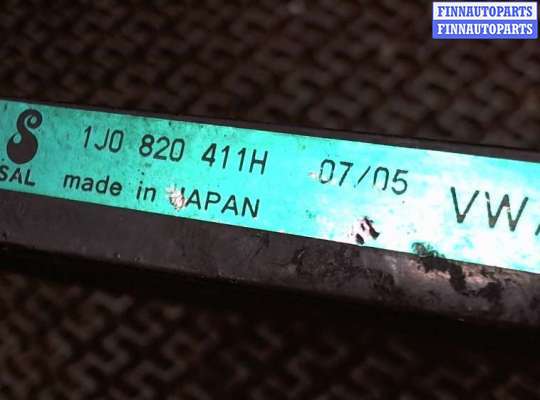 FINNAUTOPARTS
FINNAUTOPARTS
1J0 820 411H 07/05 VW
SAL made in JAPAN